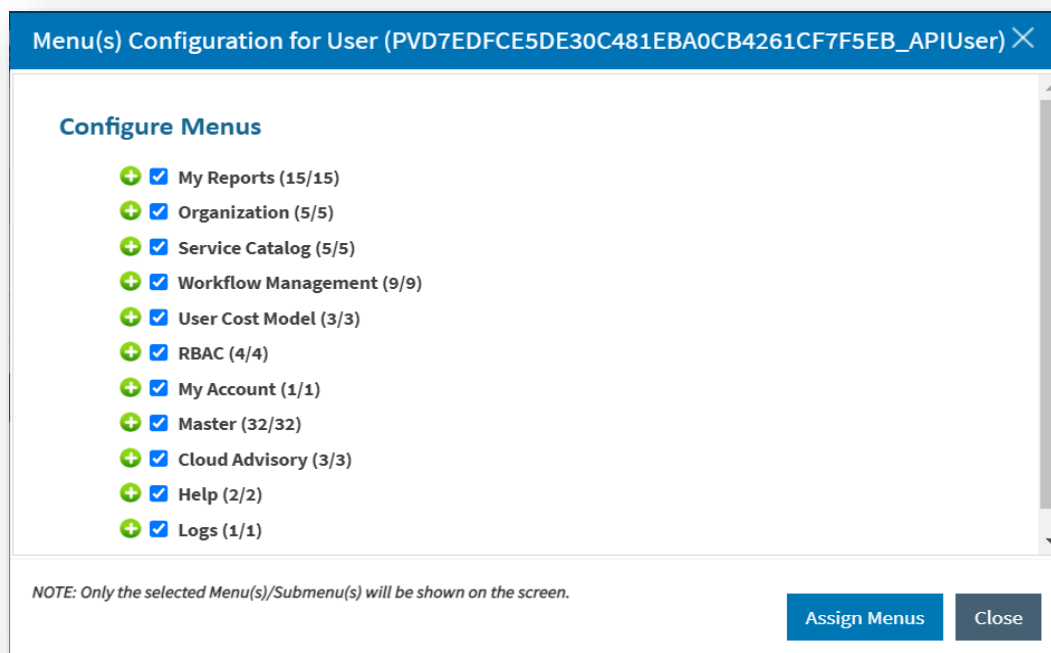 Menu(s) Configuration for User (PVD7EDFCE5DE30C481EBA0CB4261CF7F5EB_APIUser)
Configure Menus
My Reports (15/15)
Organization (5/5)
Service Catalog (5/5)
Workflow Management (9/9)
User Cost Model (3/3)
RBAC (4/4)
My Account (1/1)
Master (32/32)
Cloud Advisory (3/3)
Help (2/2)
Logs (1/1)
NOTE: Only the selected Menu(s)/Submenu(s) will be shown on the screen.
Assign Menus
Close